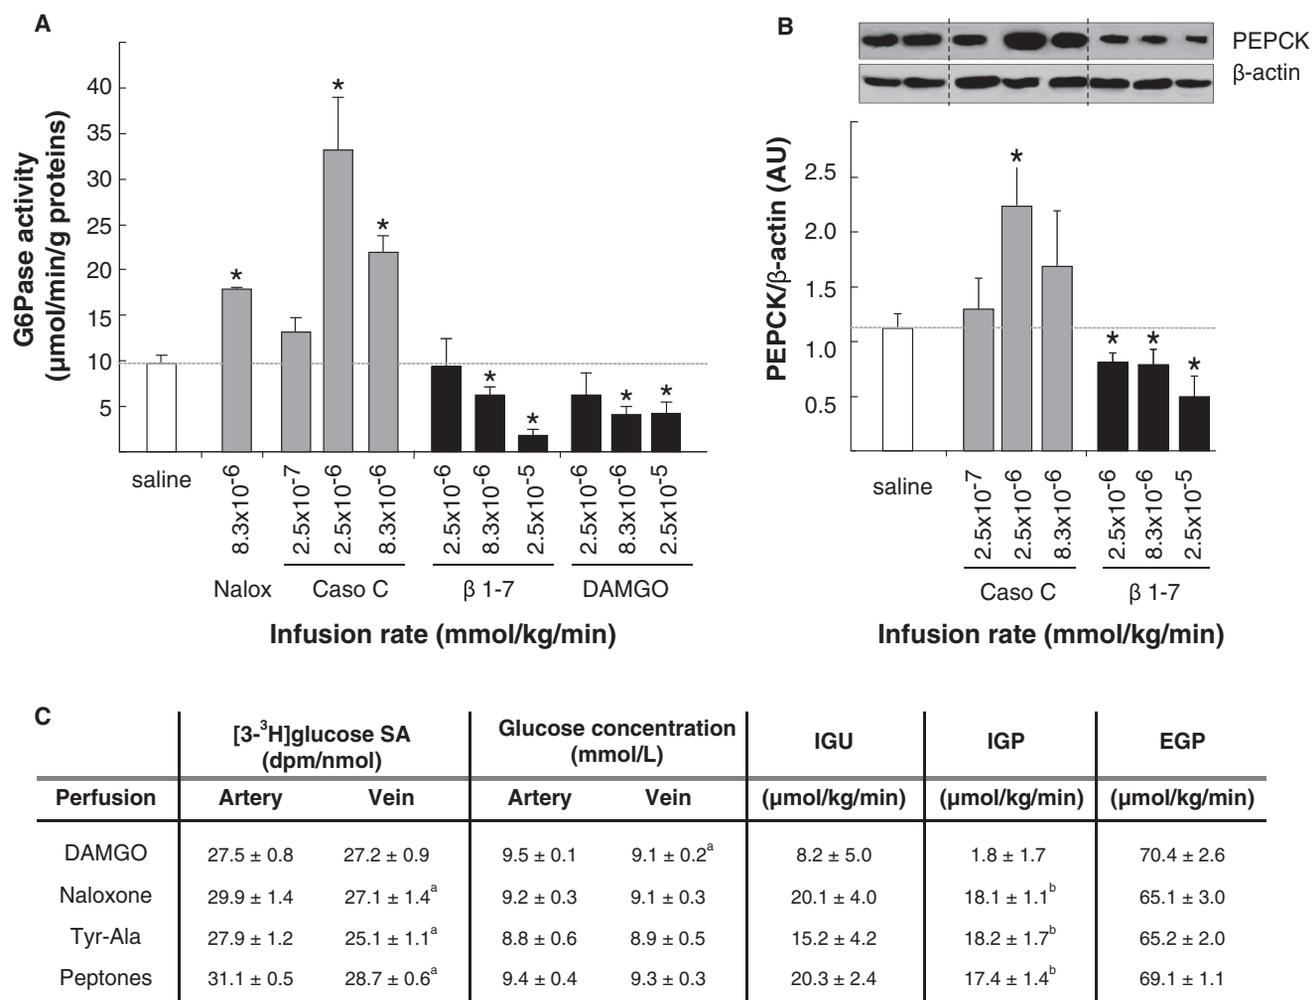 A
G6Pase activity
(μmol/min/g proteins)
40
35
30
25
20
15
10
5
*
*
*
*
*
*
*
saline
8.3x10-6
2.5x10-7
2.5x10-6
8.3x10-6
2.5x10-6
8.3x10-6
2.5x10-5
2.5x10-6
8.3x10-6
2.5x10-5
Nalox Caso C β 1-7 DAMGO
Infusion rate (mmol/kg/min)
B
PEPCK
β-actin
PEPCK/β-actin (AU)
2.5
2.0
1.5
1.0
0.5
*
*
*
*
saline
2.5x10-7
2.5x10-6
8.3x10-6
2.5x10-6
8.3x10-6
2.5x10-5
Caso C β 1-7
Infusion rate (mmol/kg/min)
C
[3-3H]glucose SA
(dpm/nmol)
Glucose concentration
(mmol/L)
IGU IGP EGP
Perfusion Artery Vein Artery Vein (μmol/kg/min) (μmol/kg/min) (μmol/kg/min)
DAMGO 27.5 ± 0.8 27.2 ± 0.9 9.5 ± 0.1 9.1 ± 0.2a 8.2 ± 5.0 1.8 ± 1.7 70.4 ± 2.6
Naloxone 29.9 ± 1.4 27.1 ± 1.4a 9.2 ± 0.3 9.1 ± 0.3 20.1 ± 4.0 18.1 ± 1.1b 65.1 ± 3.0
Tyr-Ala 27.9 ± 1.2 25.1 ± 1.1a 8.8 ± 0.6 8.9 ± 0.5 15.2 ± 4.2 18.2 ± 1.7b 65.2 ± 2.0
Peptones 31.1 ± 0.5 28.7 ± 0.6a 9.4 ± 0.4 9.3 ± 0.3 20.3 ± 2.4 17.4 ± 1.4b 69.1 ± 1.1